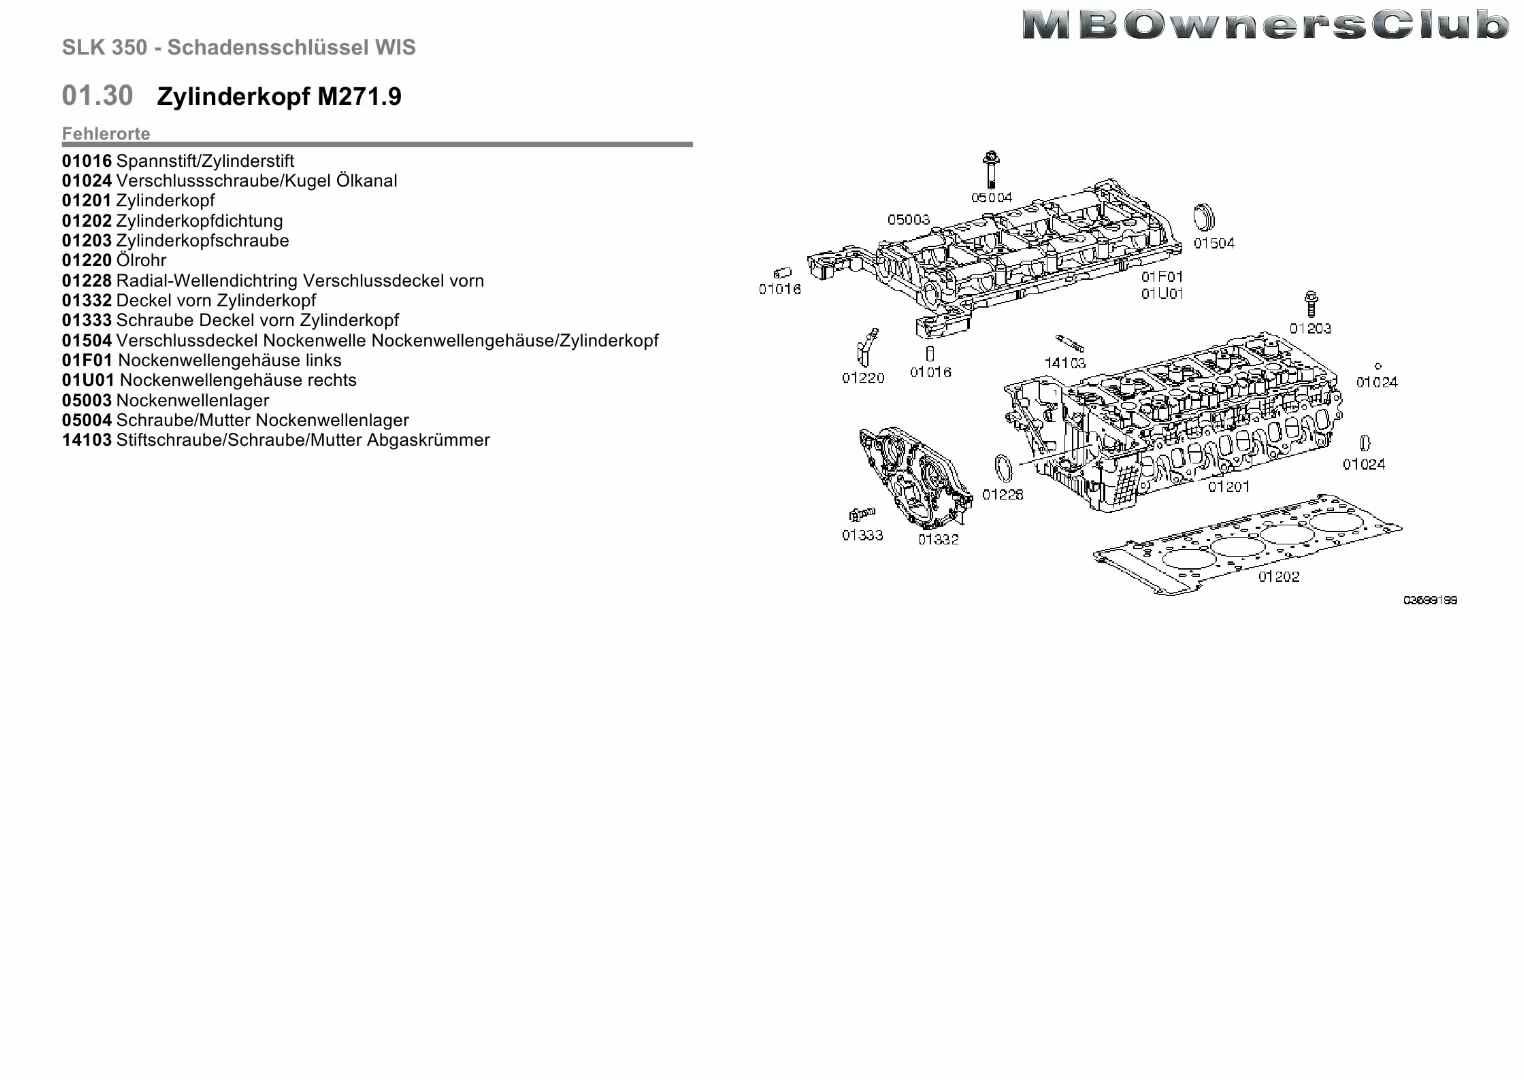 MBOwnersClub
SLK 350 - Schadensschlüssel WIS
01.30 Zylinderkopf M271.9
Fehlerorte
01016 Spannstift/Zylinderstift
01024 Verschlussschraube/Kugel Ölkanal
01201 Zylinderkopf
01202 Zylinderkopfdichtung
01203 Zylinderkopfschraube
01220 Ölrohr
01228 Radial-Wellendichtring Verschlussdeckel vorn
01332 Deckel vorn Zylinderkopf
01333 Schraube Deckel vorn Zylinderkopf
01504 Verschlussdeckel Nockenwelle Nockenwellengehäuse/Zylinderkopf
01F01 Nockenwellengehäuse links
01U01 Nockenwellengehäuse rechts
05003 Nockenwellenlager
05004 Schraube/Mutter Nockenwellenlager
14103 Stiftschraube/Schraube/Mutter Abgaskrümmer
05004
05003
01504
01016
01F01
01U01
01203
14103
01220
01016
01024
01024
01228
01201
01333
01332
01202
03699199